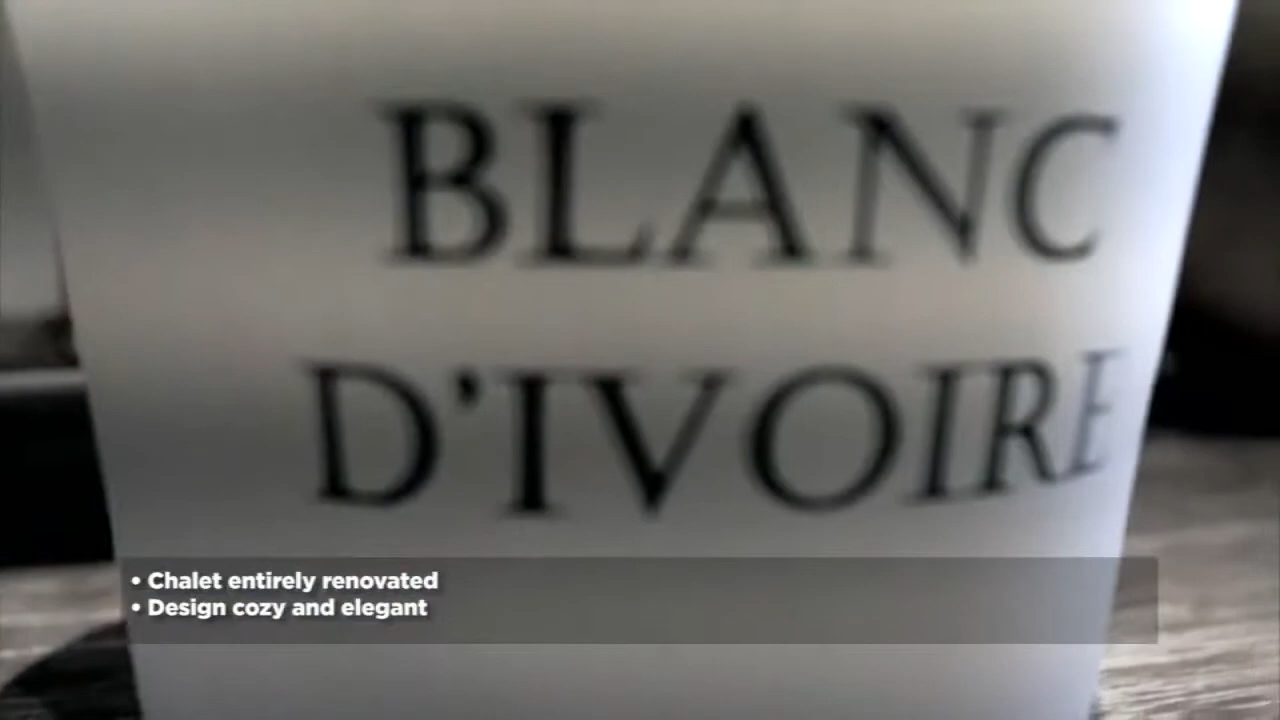 BLANC
D'IVOIRE
• Chalet entirely renovated
• Design cozy and elegant